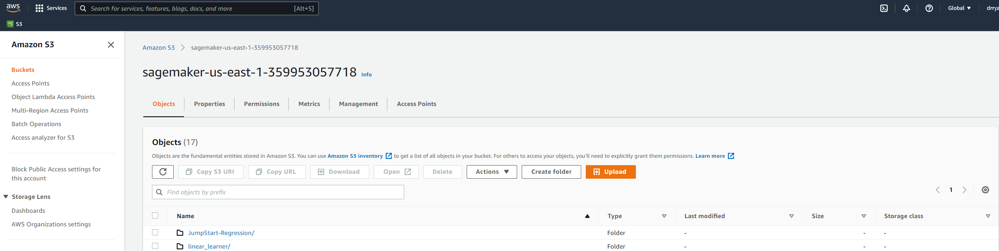 aws
Services
Search for services, features, blogs, docs, and more [Alt+S]
Global
drrya
S3
Amazon S3
Buckets
Access Points
Object Lambda Access Points
Multi-Region Access Points
Batch Operations
Access analyzer for S3
Block Public Access settings for
this account
Storage Lens
Dashboards
AWS Organizations settings
Amazon S3 > sagemaker-us-east-1-359953057718
sagemaker-us-east-1-359953057718 Info
Objects Properties Permissions Metrics Management Access Points
Objects (17)
Objects are the fundamental entities stored in Amazon S3. You can use Amazon S3 inventory to get a list of all objects in your bucket. For others to access your objects, you'll need to explicitly grant them permissions. Learn more
Copy S3 URI Copy URL Download Open Delete Actions Create folder Upload
Find objects by prefix
1
Name Type Last modified Size Storage class
JumpStart-Regression/ Folder - - -
linear_learner/ Folder - - -